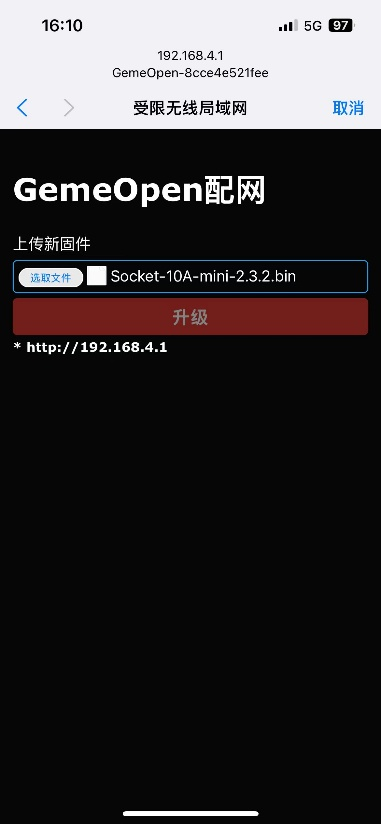 16:10
5G
97
192.168.4.1
GemeOpen-8cce4e521fee
受限无线局域网
取消
GemeOpen配网
上传新固件
选取文件 Socket-10A-mini-2.3.2.bin
升级
* http://192.168.4.1